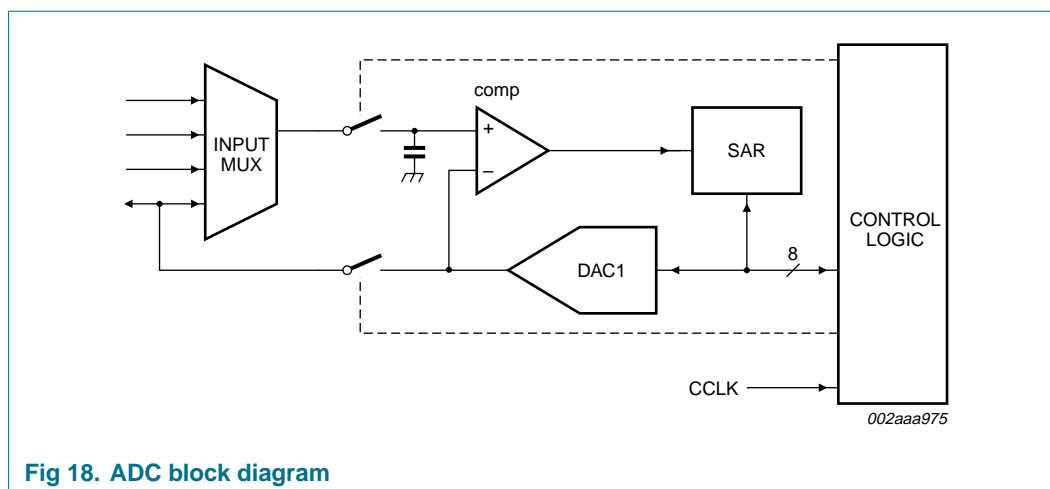 comp
INPUT
MUX
+
−
SAR
CONTROL
LOGIC
DAC1
8
CCLK
002aaa975
Fig 18. ADC block diagram